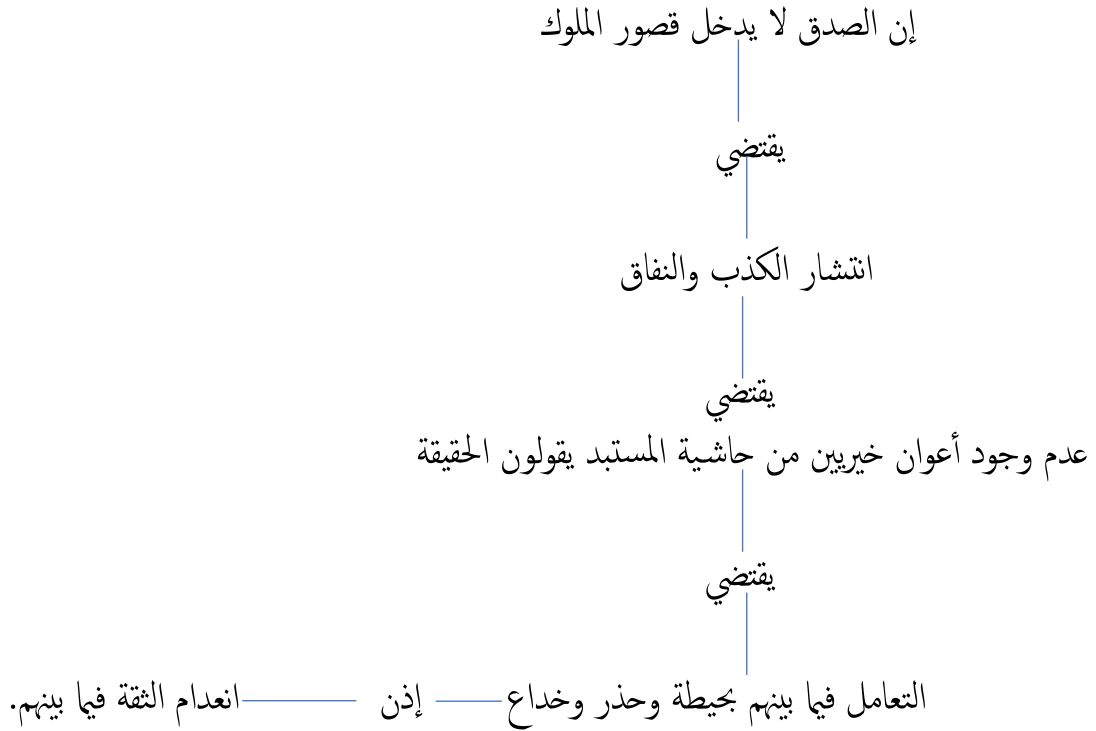 إن الصدق لا يدخل قصور الملوك
يقتضي
انتشار الكذب والنفاق
يقتضي
عدم وجود أعوان خيريين من حاشية المستبد يقولون الحقيقة
يقتضي
التعامل فيما بينهم بحيطة وحذر وخداع إذن انعدام الثقة فيما بينهم.